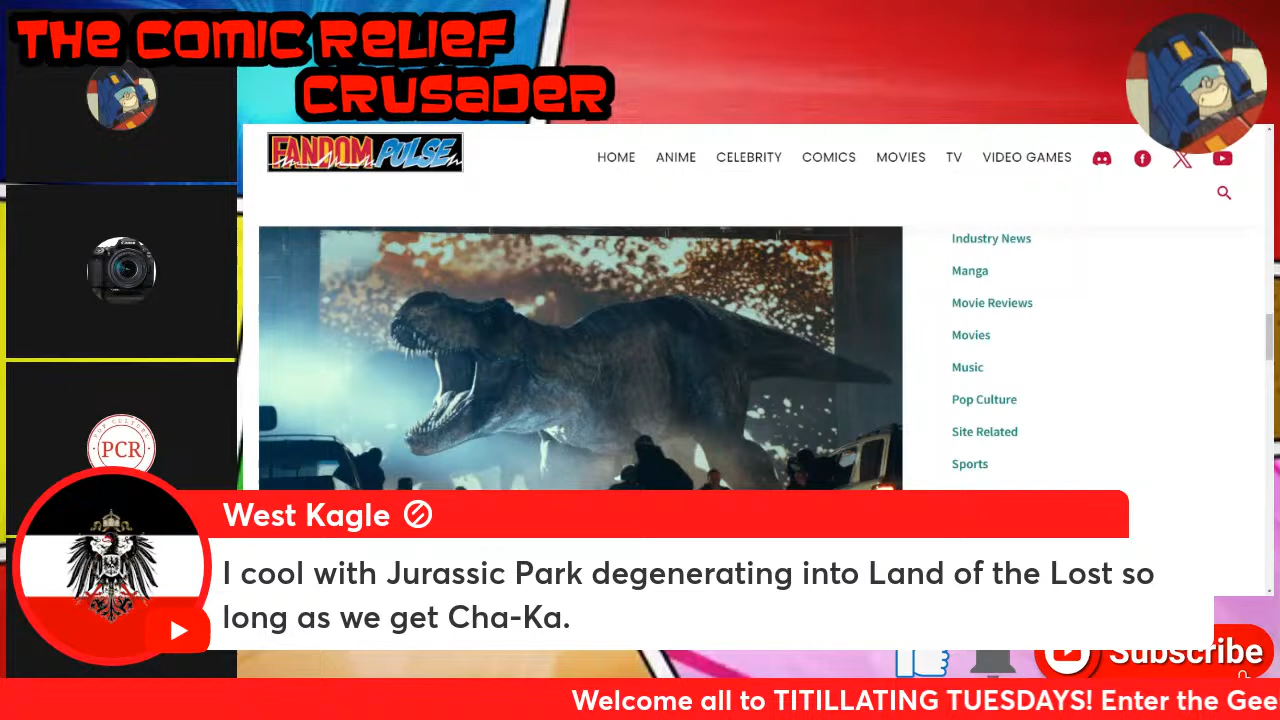 THE COMIC RELIEF
CRUSADER
FANDOM PULSE
HOME ANIME CELEBRITY COMICS MOVIES TV VIDEO GAMES
Industry News
Manga
Movie Reviews
Movies
Music
Pop Culture
Site Related
Sports
POP CULTURE
PCR
West Kagle
I cool with Jurassic Park degenerating into Land of the Lost so
long as we get Cha-Ka.
Subscribe
Welcome all to TITILLATING TUESDAYS! Enter the Gee